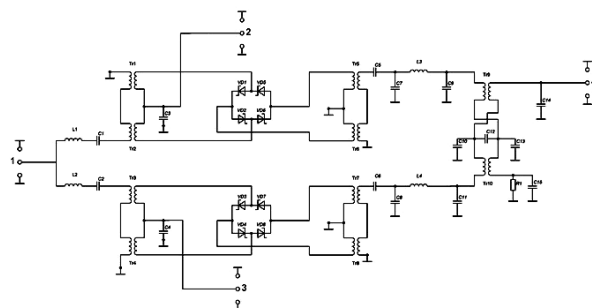 2
Tr1
Tr5
C5
L3
VD1
VD5
C7
C8
Tr9
C3
C14
4
VD2
VD6
L1
C1
Tr2
Tr6
C10
C12
C13
1
L2
C2
Tr3
Tr7
C6
L4
Tr10
R1
C15
VD3
VD7
C9
C11
C4
VD4
VD8
Tr4
Tr8
3